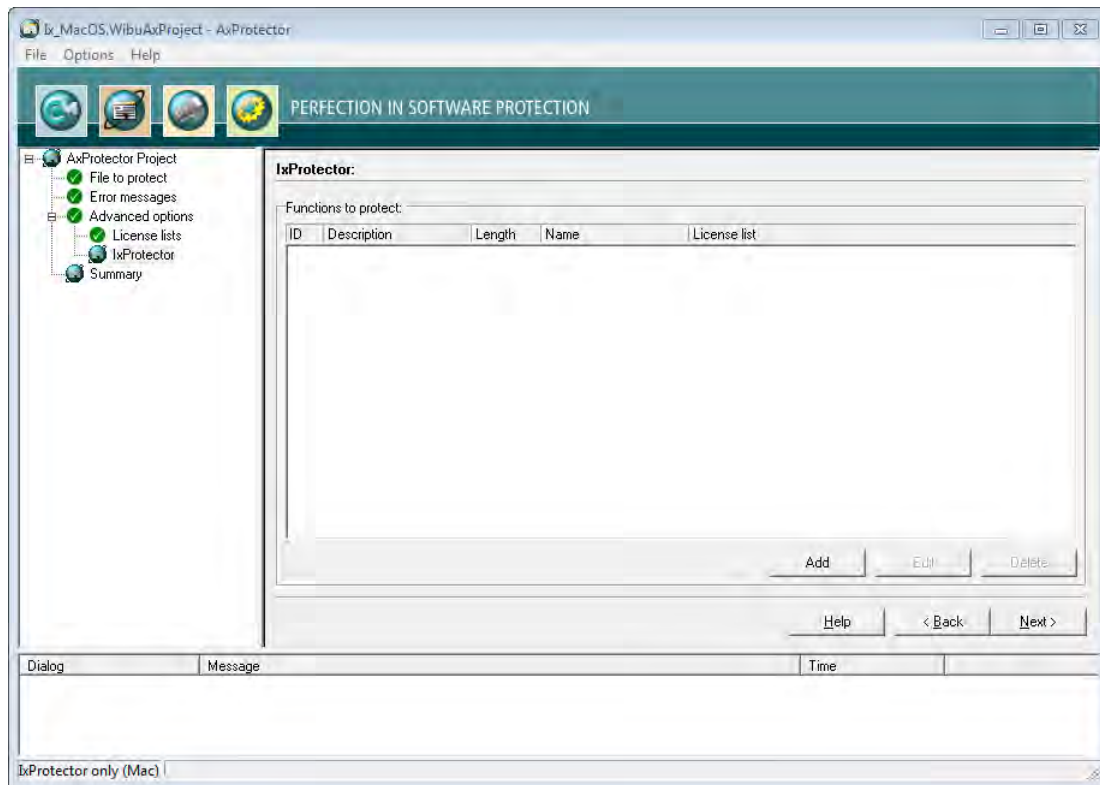 Ix_MacOS.WibuAxProject - AxProtector
File Options Help
PERFECTION IN SOFTWARE PROTECTION
AxProtector Project
File to protect
Error messages
Advanced options
License lists
IxProtector
Summary
IxProtector:
Functions to protect:
ID Description Length Name License list
Add Edit Delete
Help < Back Next >
Dialog Message Time
IxProtector only (Mac)